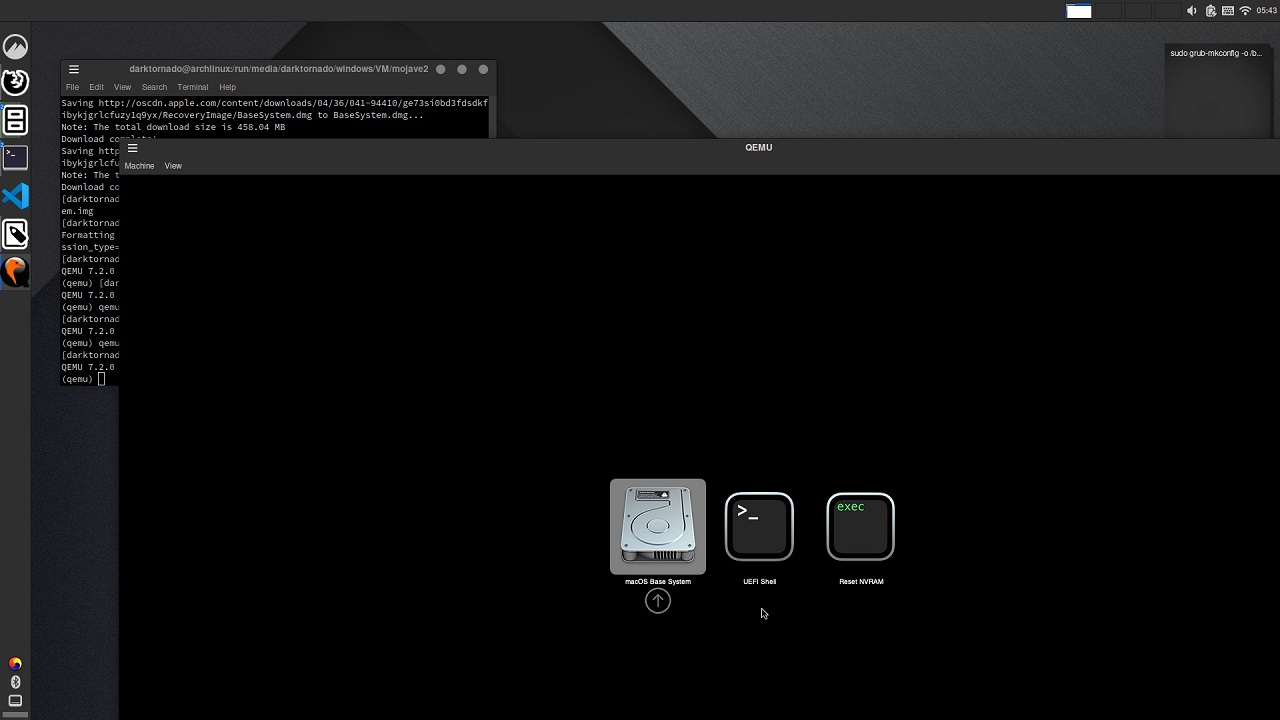 05:43
sudo grub-mkconfig -o /b...
darktornado@archlinux:/run/media/darktornado/windows/VM/mojave2
File Edit View Search Terminal Help
Saving http://oscdn.apple.com/content/downloads/04/36/041-94410/ge73si0bd3fdsdkf
ibykjgrlcfuzy1q9yx/RecoveryImage/BaseSystem.dmg to BaseSystem.dmg...
Note: The total download size is 458.04 MB
Download complete!
Saving http
ibykjgrlcfu
Note: The t
Download co
[darktornad
em.img
[darktornad
Formatting
ssion_type=
[darktornad
QEMU 7.2.0
(qemu) [dar
QEMU 7.2.0
(qemu) qemu
[darktornad
QEMU 7.2.0
(qemu) qemu
[darktornad
QEMU 7.2.0
(qemu)
QEMU
Machine View
>_
exec
macOS Base System
UEFI Shell
Reset NVRAM